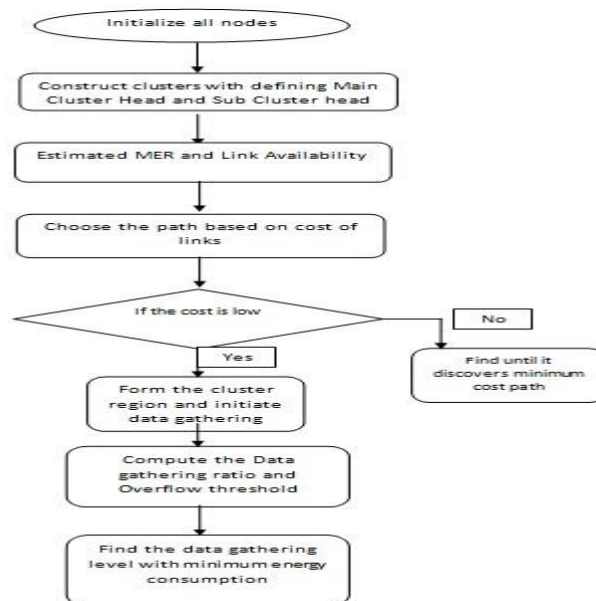 Initialize all nodes
Construct clusters with defining Main
Cluster Head and Sub Cluster head
Estimated MER and Link Availability
Choose the path based on cost of
links
If the cost is low
No
Yes
Find until it
discovers minimum
cost path
Form the cluster
region and initiate
data gathering
Compute the Data
gathering ratio and
Overflow threshold
Find the data gathering
level with minimum energy
consumption